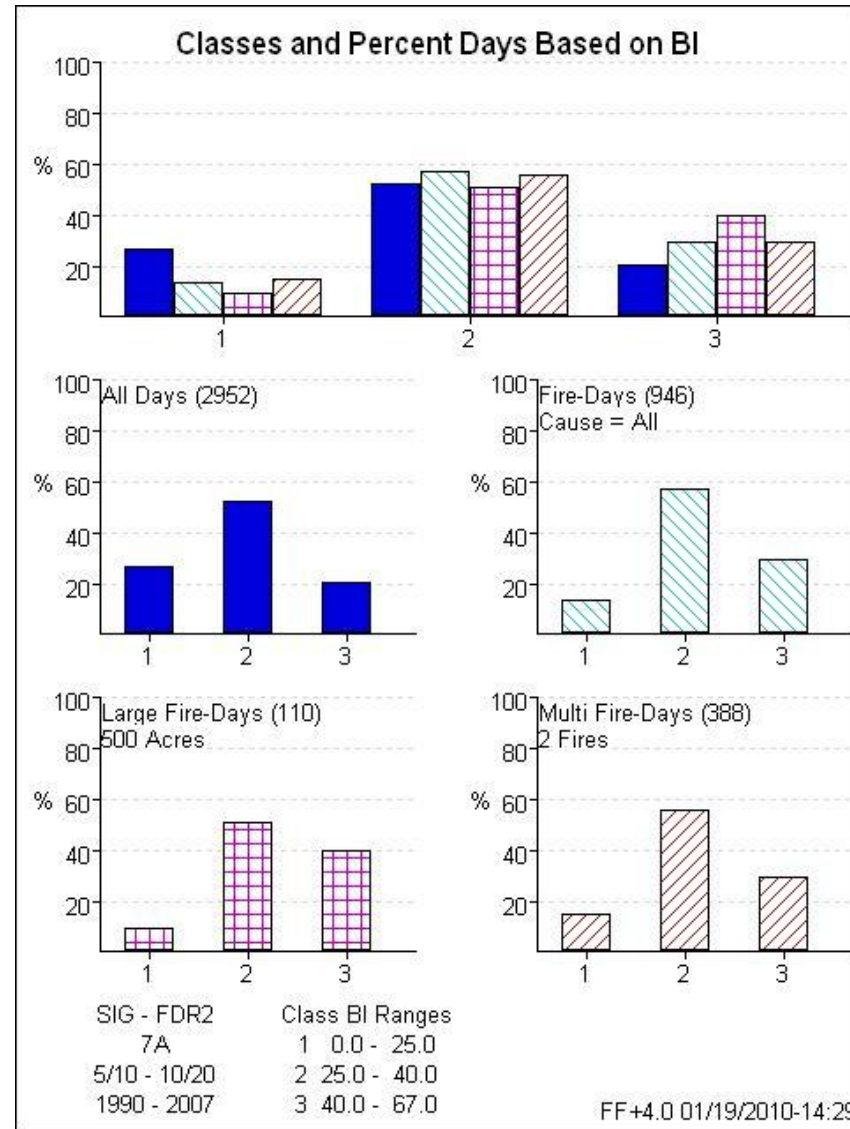 Classes and Percent Days Based on BI
100
80
% 60
40
20
1 2 3
100 All Days (2952)
80
% 60
40
20
1 2 3
100 Fire-Days (946)
Cause = All
80
% 60
40
20
1 2 3
100 Large Fire-Days (110)
500 Acres
80
% 60
40
20
1 2 3
100 Multi Fire-Days (388)
2 Fires
80
% 60
40
20
1 2 3
SIG - FDR2
7A
5/10 - 10/20
1990 - 2007
Class BI Ranges
1 0.0 - 25.0
2 25.0 - 40.0
3 40.0 - 67.0
FF+4.0 01/19/2010-14:29